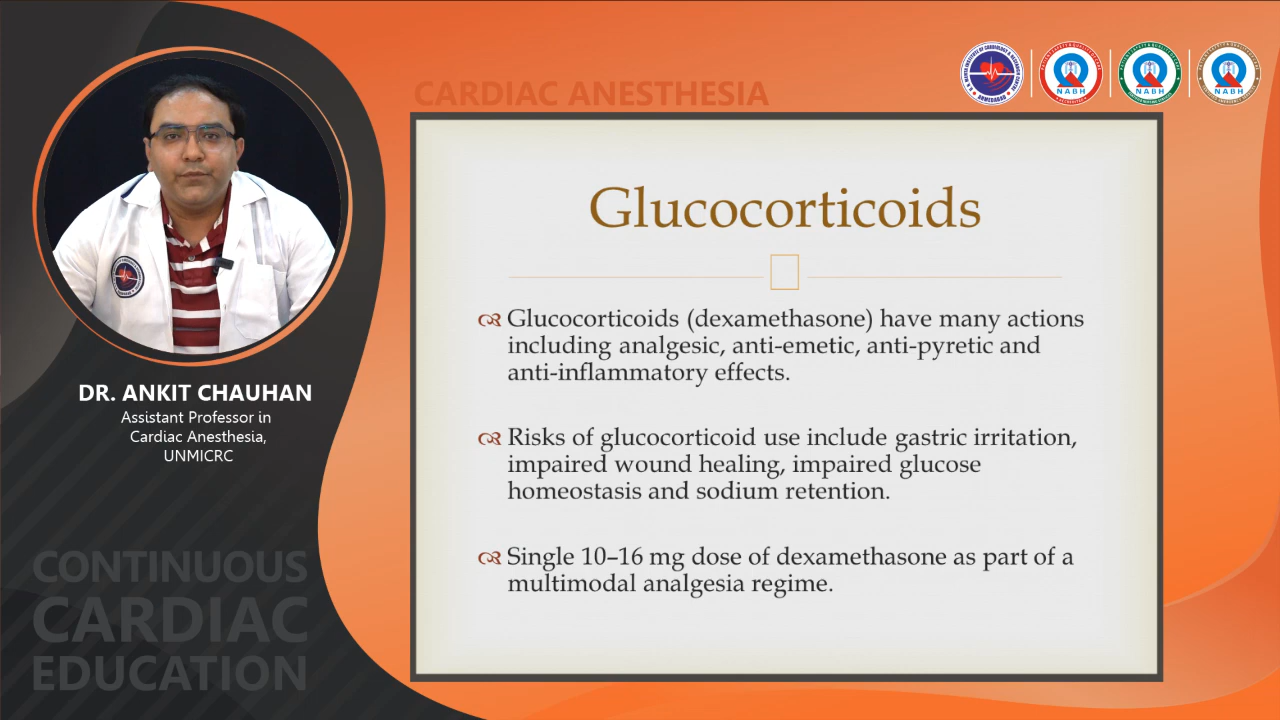 CARDIAC ANESTHESIA
NABH
NABH
NABH
Glucocorticoids
Glucocorticoids (dexamethasone) have many actions
including analgesic, anti-emetic, anti-pyretic and
anti-inflammatory effects.
Risks of glucocorticoid use include gastric irritation,
impaired wound healing, impaired glucose
homeostasis and sodium retention.
Single 10–16 mg dose of dexamethasone as part of a
multimodal analgesia regime.
DR. ANKIT CHAUHAN
Assistant Professor in
Cardiac Anesthesia,
UNMICRC
CONTINUOUS
CARDIAC
EDUCATION